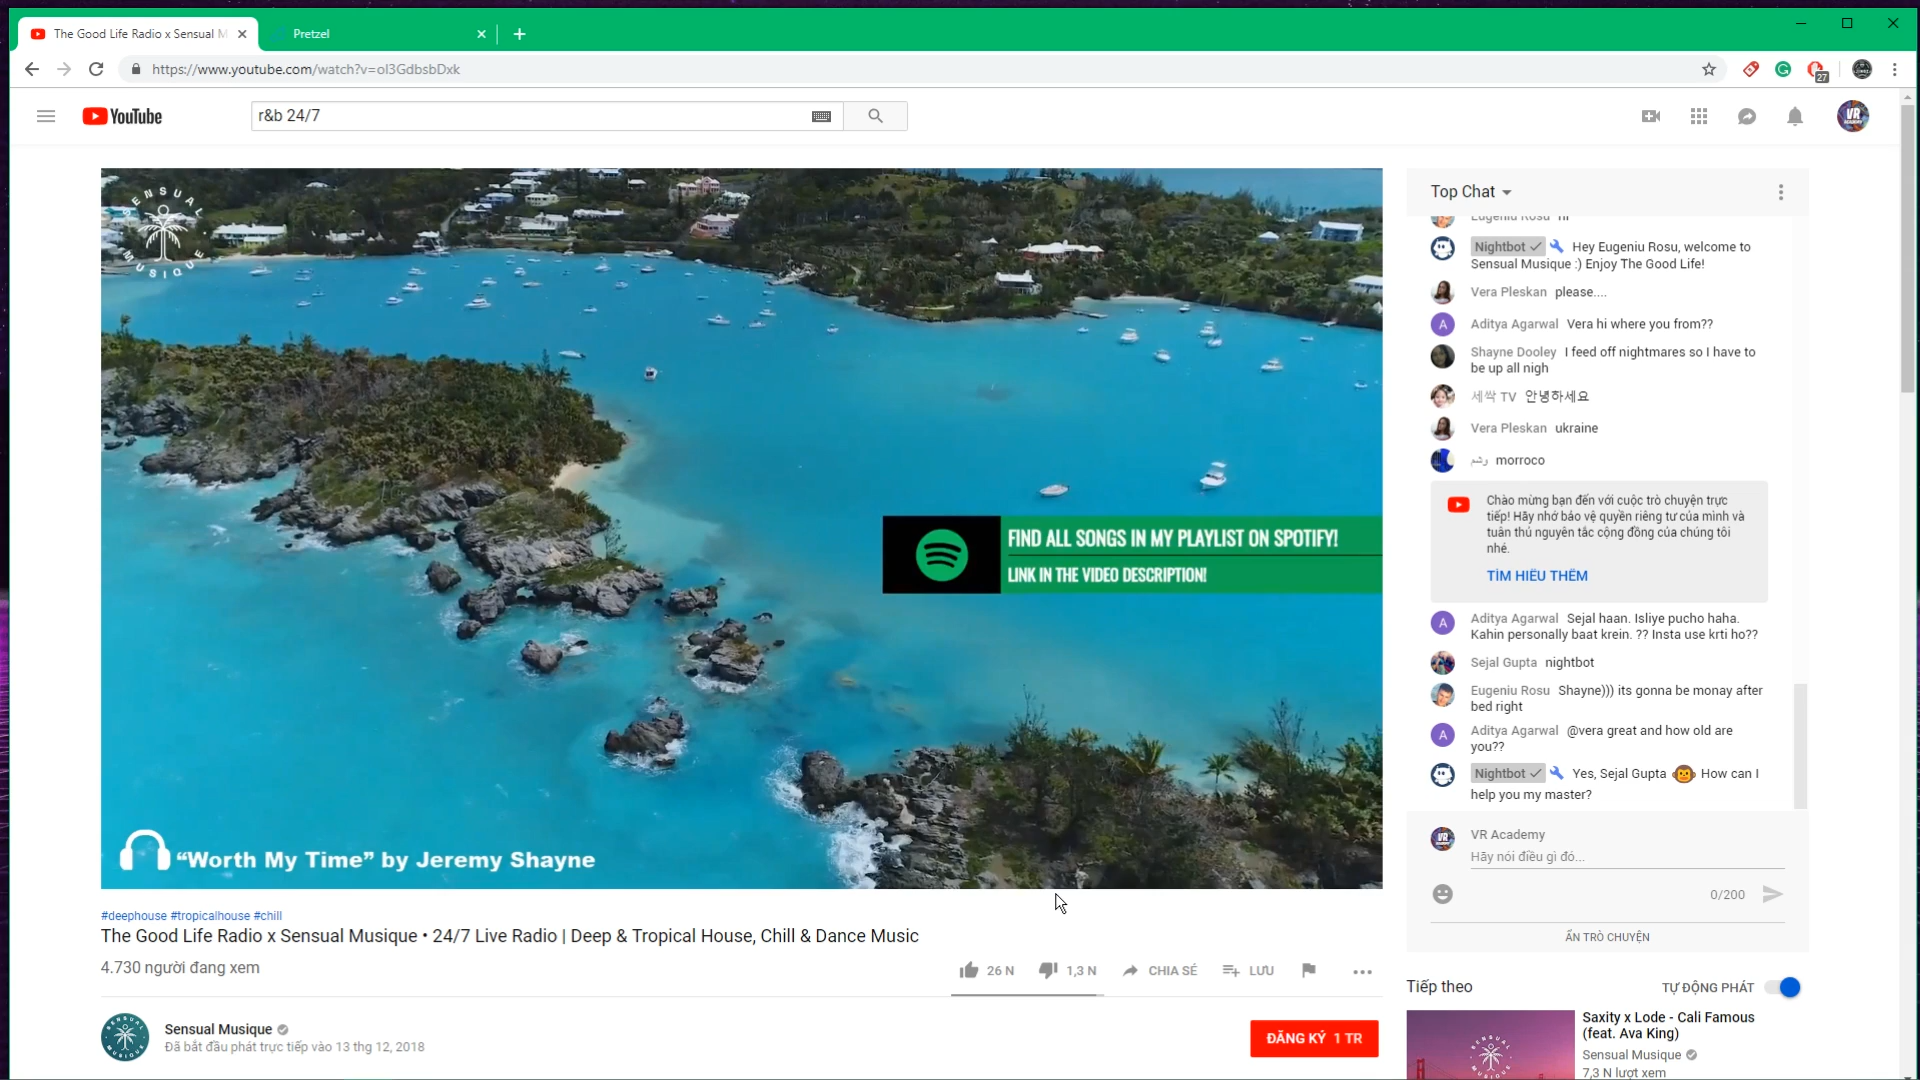 The Good Life Radio x Sensual M
Pretzel
https://www.youtube.com/watch?v=ol3GdbsbDxk
27
YouTube
r&b 24/7
VR
ACADEMY
SENSUAL
MUSIQUE
FIND ALL SONGS IN MY PLAYLIST ON SPOTIFY!
LINK IN THE VIDEO DESCRIPTION!
“Worth My Time” by Jeremy Shayne
#deephouse #tropicalhouse #chill
The Good Life Radio x Sensual Musique • 24/7 Live Radio | Deep & Tropical House, Chill & Dance Music
4.730 người đang xem
26 N
1,3 N
CHIA SẺ
LƯU
Sensual Musique
Đã bắt đầu phát trực tiếp vào 13 thg 12, 2018
ĐĂNG KÝ 1 TR
Top Chat
Eugeniu Rosu hi
Nightbot Hey Eugeniu Rosu, welcome to
Sensual Musique :) Enjoy The Good Life!
Vera Pleskan please....
A Aditya Agarwal Vera hi where you from??
Shayne Dooley I feed off nightmares so I have to
be up all nigh
세싹 TV 안녕하세요
Vera Pleskan ukraine
رشم morroco
Chào mừng bạn đến với cuộc trò chuyện trực
tiếp! Hãy nhớ bảo vệ quyền riêng tư của mình và
tuân thủ nguyên tắc cộng đồng của chúng tôi
nhé.
TÌM HIỂU THÊM
A Aditya Agarwal Sejal haan. Isliye pucho haha.
Kahin personally baat krein. ?? Insta use krti ho??
Sejal Gupta nightbot
Eugeniu Rosu Shayne))) its gonna be monay after
bed right
A Aditya Agarwal @vera great and how old are
you??
Nightbot Yes, Sejal Gupta How can I
help you my master?
VR Academy
Hãy nói điều gì đó...
0/200
ẨN TRÒ CHUYỆN
Tiếp theo
TỰ ĐỘNG PHÁT
Saxity x Lode - Cali Famous
(feat. Ava King)
Sensual Musique
7,3 N lượt xem